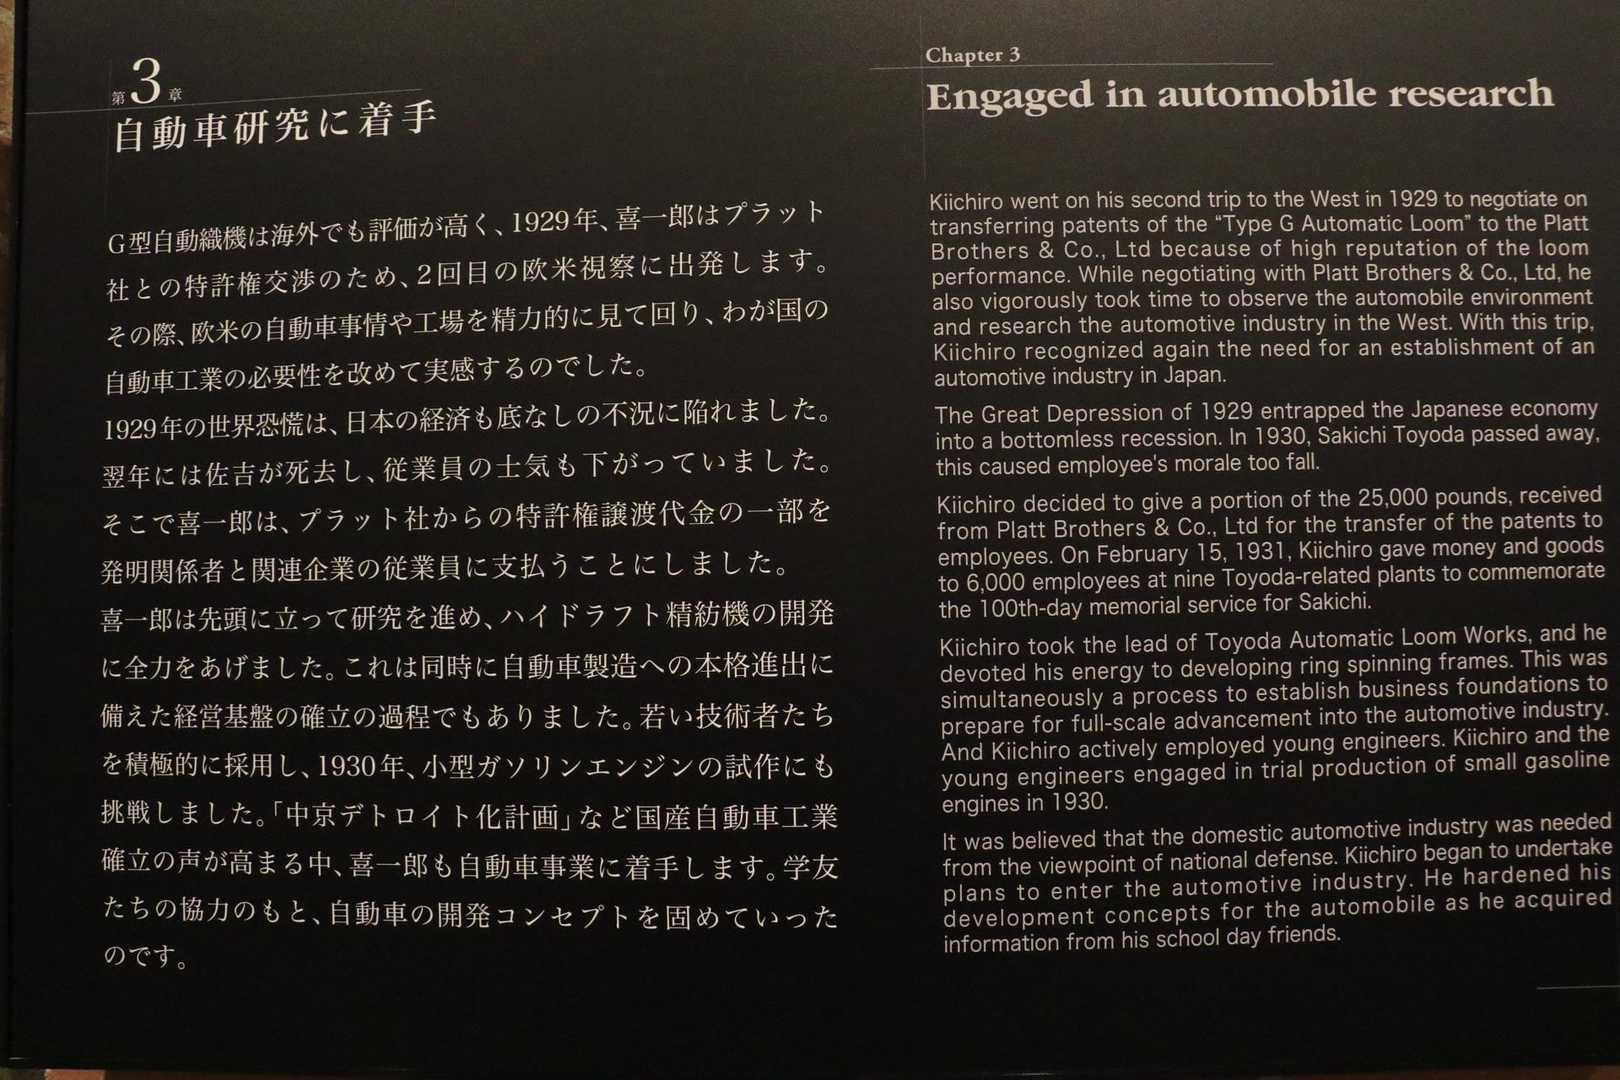 第3章
自動車研究に着手
G型自動織機は海外でも評価が高く、1929年、喜一郎はプラット
社との特許権交渉のため、2回目の欧米視察に出発します。
その際、欧米の自動車事情や工場を精力的に見て回り、わが国の
自動車工業の必要性を改めて実感するのでした。
1929年の世界恐慌は、日本の経済も底なしの不況に陥れました。
翌年には佐吉が死去し、従業員の士気も下がっていました。
そこで喜一郎は、プラット社からの特許権譲渡代金の一部を
発明関係者と関連企業の従業員に支払うことにしました。
喜一郎は先頭に立って研究を進め、ハイドラフト精紡機の開発
に全力をあげました。これは同時に自動車製造への本格進出に
備えた経営基盤の確立の過程でもありました。若い技術者たち
を積極的に採用し、1930年、小型ガソリンエンジンの試作にも
挑戦しました。「中京デトロイト化計画」など国産自動車工業
確立の声が高まる中、喜一郎も自動車事業に着手します。学友
たちの協力のもと、自動車の開発コンセプトを固めていった
のです。
Chapter 3
Engaged in automobile research
Kiichiro went on his second trip to the West in 1929 to negotiate on
transferring patents of the “Type G Automatic Loom” to the Platt
Brothers & Co., Ltd because of high reputation of the loom
performance. While negotiating with Platt Brothers & Co., Ltd, he
also vigorously took time to observe the automobile environment
and research the automotive industry in the West. With this trip,
Kiichiro recognized again the need for an establishment of an
automotive industry in Japan.
The Great Depression of 1929 entrapped the Japanese economy
into a bottomless recession. In 1930, Sakichi Toyoda passed away,
this caused employee's morale too fall.
Kiichiro decided to give a portion of the 25,000 pounds, received
from Platt Brothers & Co., Ltd for the transfer of the patents to
employees. On February 15, 1931, Kiichiro gave money and goods
to 6,000 employees at nine Toyoda-related plants to commemorate
the 100th-day memorial service for Sakichi.
Kiichiro took the lead of Toyoda Automatic Loom Works, and he
devoted his energy to developing ring spinning frames. This was
simultaneously a process to establish business foundations to
prepare for full-scale advancement into the automotive industry.
And Kiichiro actively employed young engineers. Kiichiro and the
young engineers engaged in trial production of small gasoline
engines in 1930.
It was believed that the domestic automotive industry was needed
from the viewpoint of national defense. Kiichiro began to undertake
plans to enter the automotive industry. He hardened his
development concepts for the automobile as he acquired
information from his school day friends.